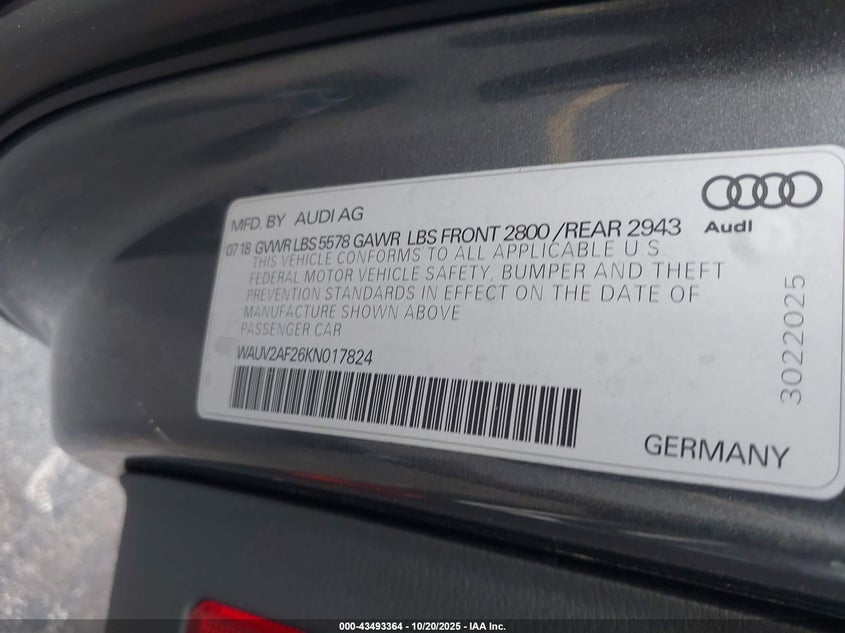 MFD. BY AUDI AG
Audi
0718 GVWR LBS 5578 GAWR LBS FRONT 2800 /REAR 2943
THIS VEHICLE CONFORMS TO ALL APPLICABLE U.S.
FEDERAL MOTOR VEHICLE SAFETY, BUMPER AND THEFT
PREVENTION STANDARDS IN EFFECT ON THE DATE OF
MANUFACTURE SHOWN ABOVE
PASSENGER CAR
WAUV2AF26KN017824
3022025
GERMANY
000-43493364 - 10/20/2025 - IAA Inc.